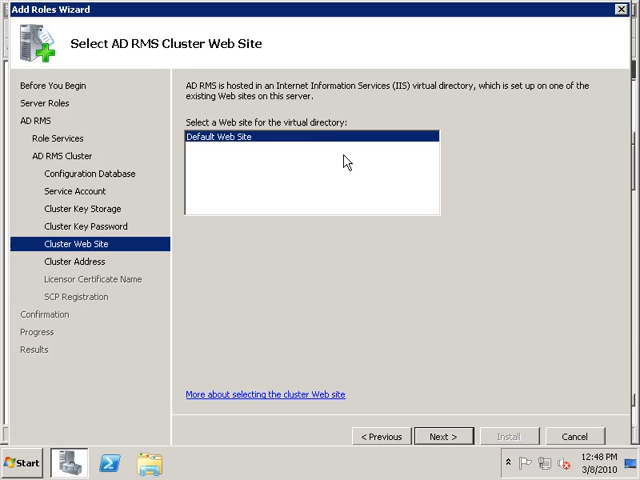 Add Roles Wizard
Select AD RMS Cluster Web Site
Before You Begin
Server Roles
AD RMS
Role Services
AD RMS Cluster
Configuration Database
Service Account
Cluster Key Storage
Cluster Key Password
Cluster Web Site
Cluster Address
Licensor Certificate Name
SCP Registration
Confirmation
Progress
Results
AD RMS is hosted in an Internet Information Services (IIS) virtual directory, which is set up on one of the
existing Web sites on this server.
Select a Web site for the virtual directory:
Default Web Site
More about selecting the cluster Web site
< Previous
Next >
Install
Cancel
Start
12:48 PM
3/8/2010